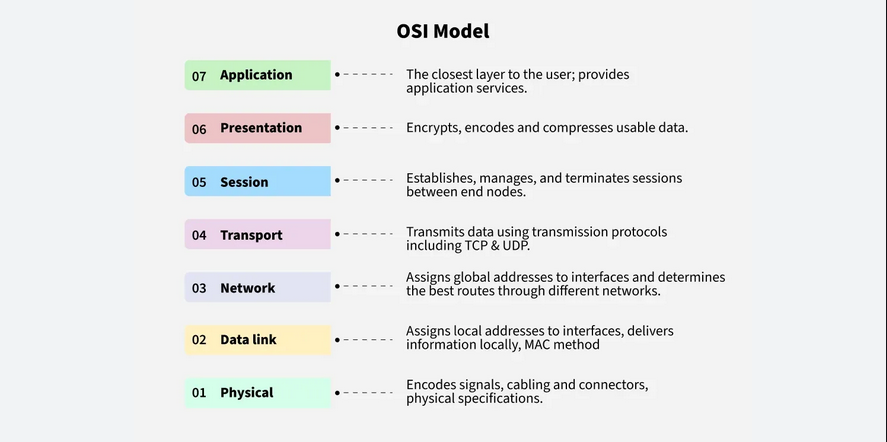 OSI Model
07 Application
The closest layer to the user; provides
application services.
06 Presentation
Encrypts, encodes and compresses usable data.
05 Session
Establishes, manages, and terminates sessions
between end nodes.
04 Transport
Transmits data using transmission protocols
including TCP & UDP.
03 Network
Assigns global addresses to interfaces and determines
the best routes through different networks.
02 Data link
Assigns local addresses to interfaces, delivers
information locally, MAC method
01 Physical
Encodes signals, cabling and connectors,
physical specifications.